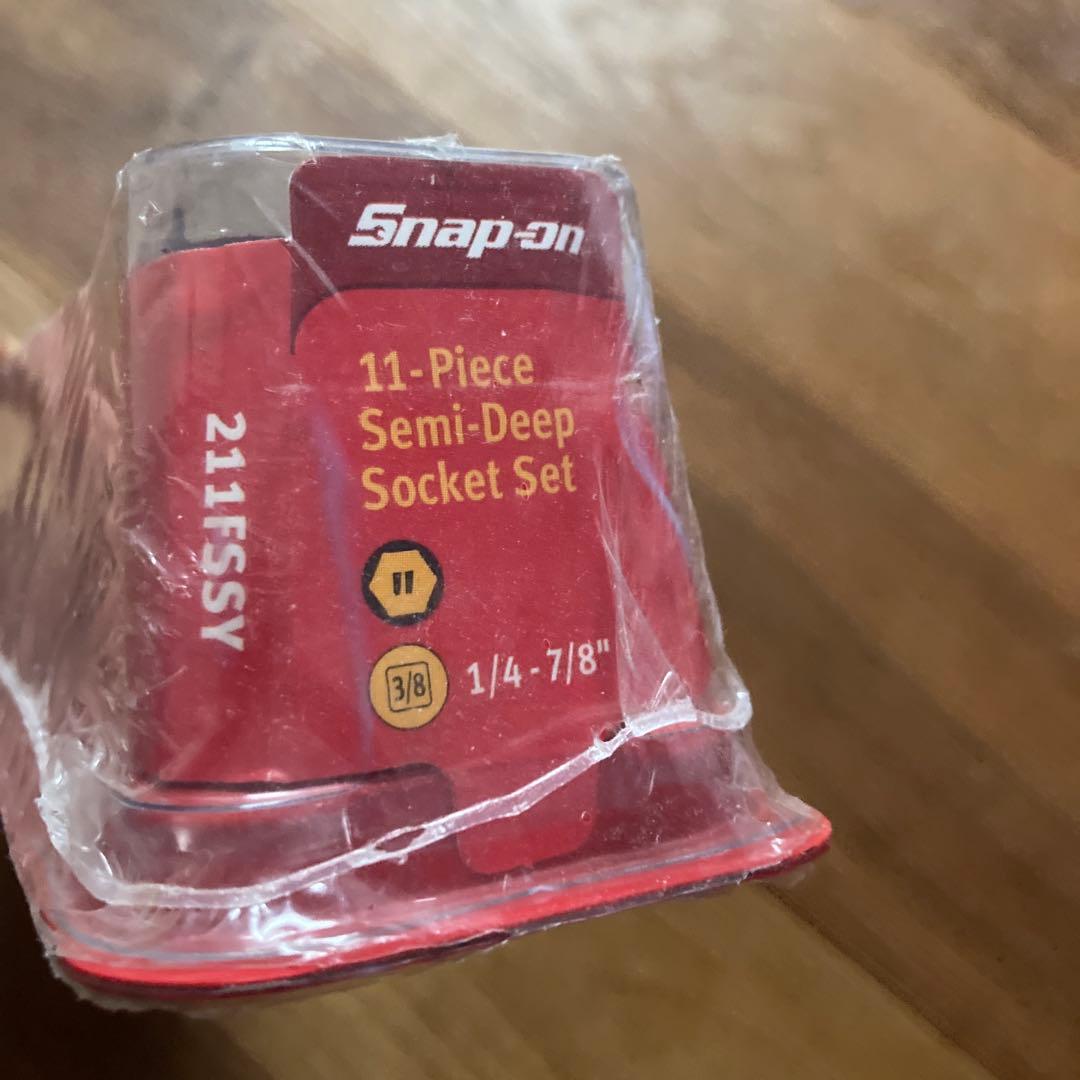 Snap-on
11-Piece
Semi-Deep
Socket Set
"
3/8 1/4 - 7/8"
211FSSY